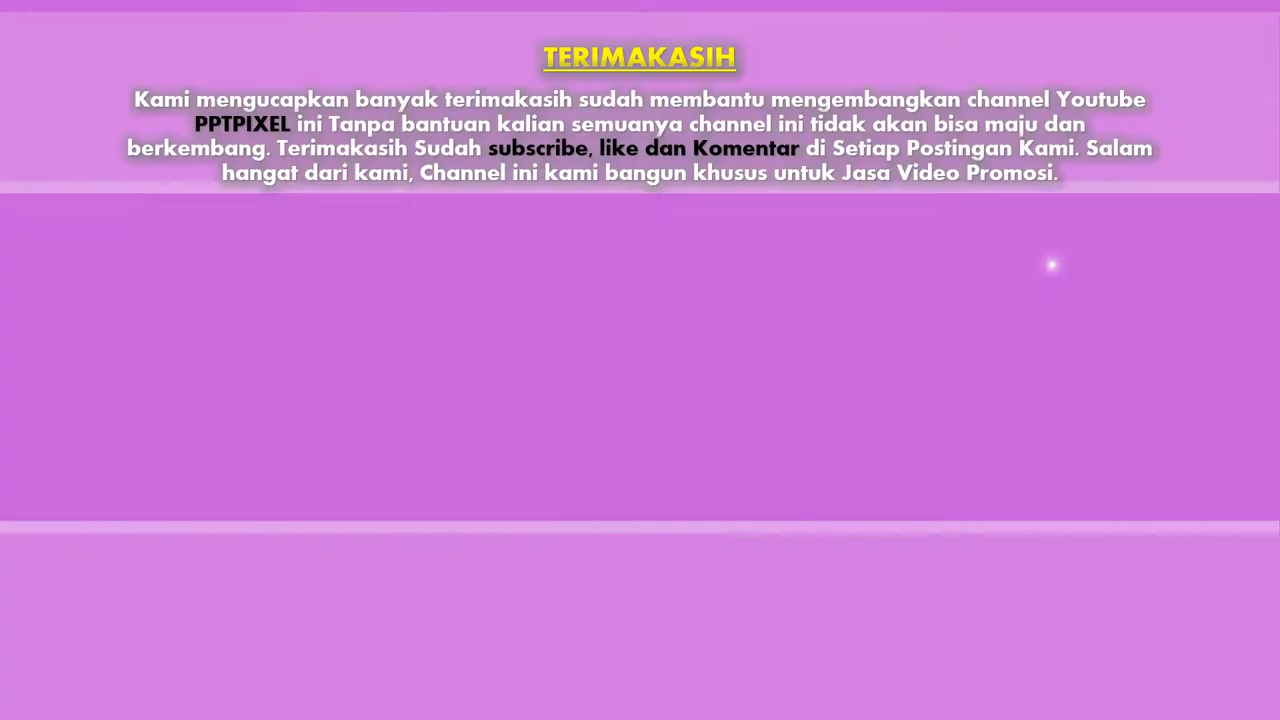 TERIMAKASIH
Kami mengucapkan banyak terimakasih sudah membantu mengembangkan channel Youtube
PPTPIXEL ini Tanpa bantuan kalian semuanya channel ini tidak akan bisa maju dan
berkembang. Terimakasih Sudah subscribe, like dan Komentar di Setiap Postingan Kami. Salam
hangat dari kami, Channel ini kami bangun khusus untuk Jasa Video Promosi.